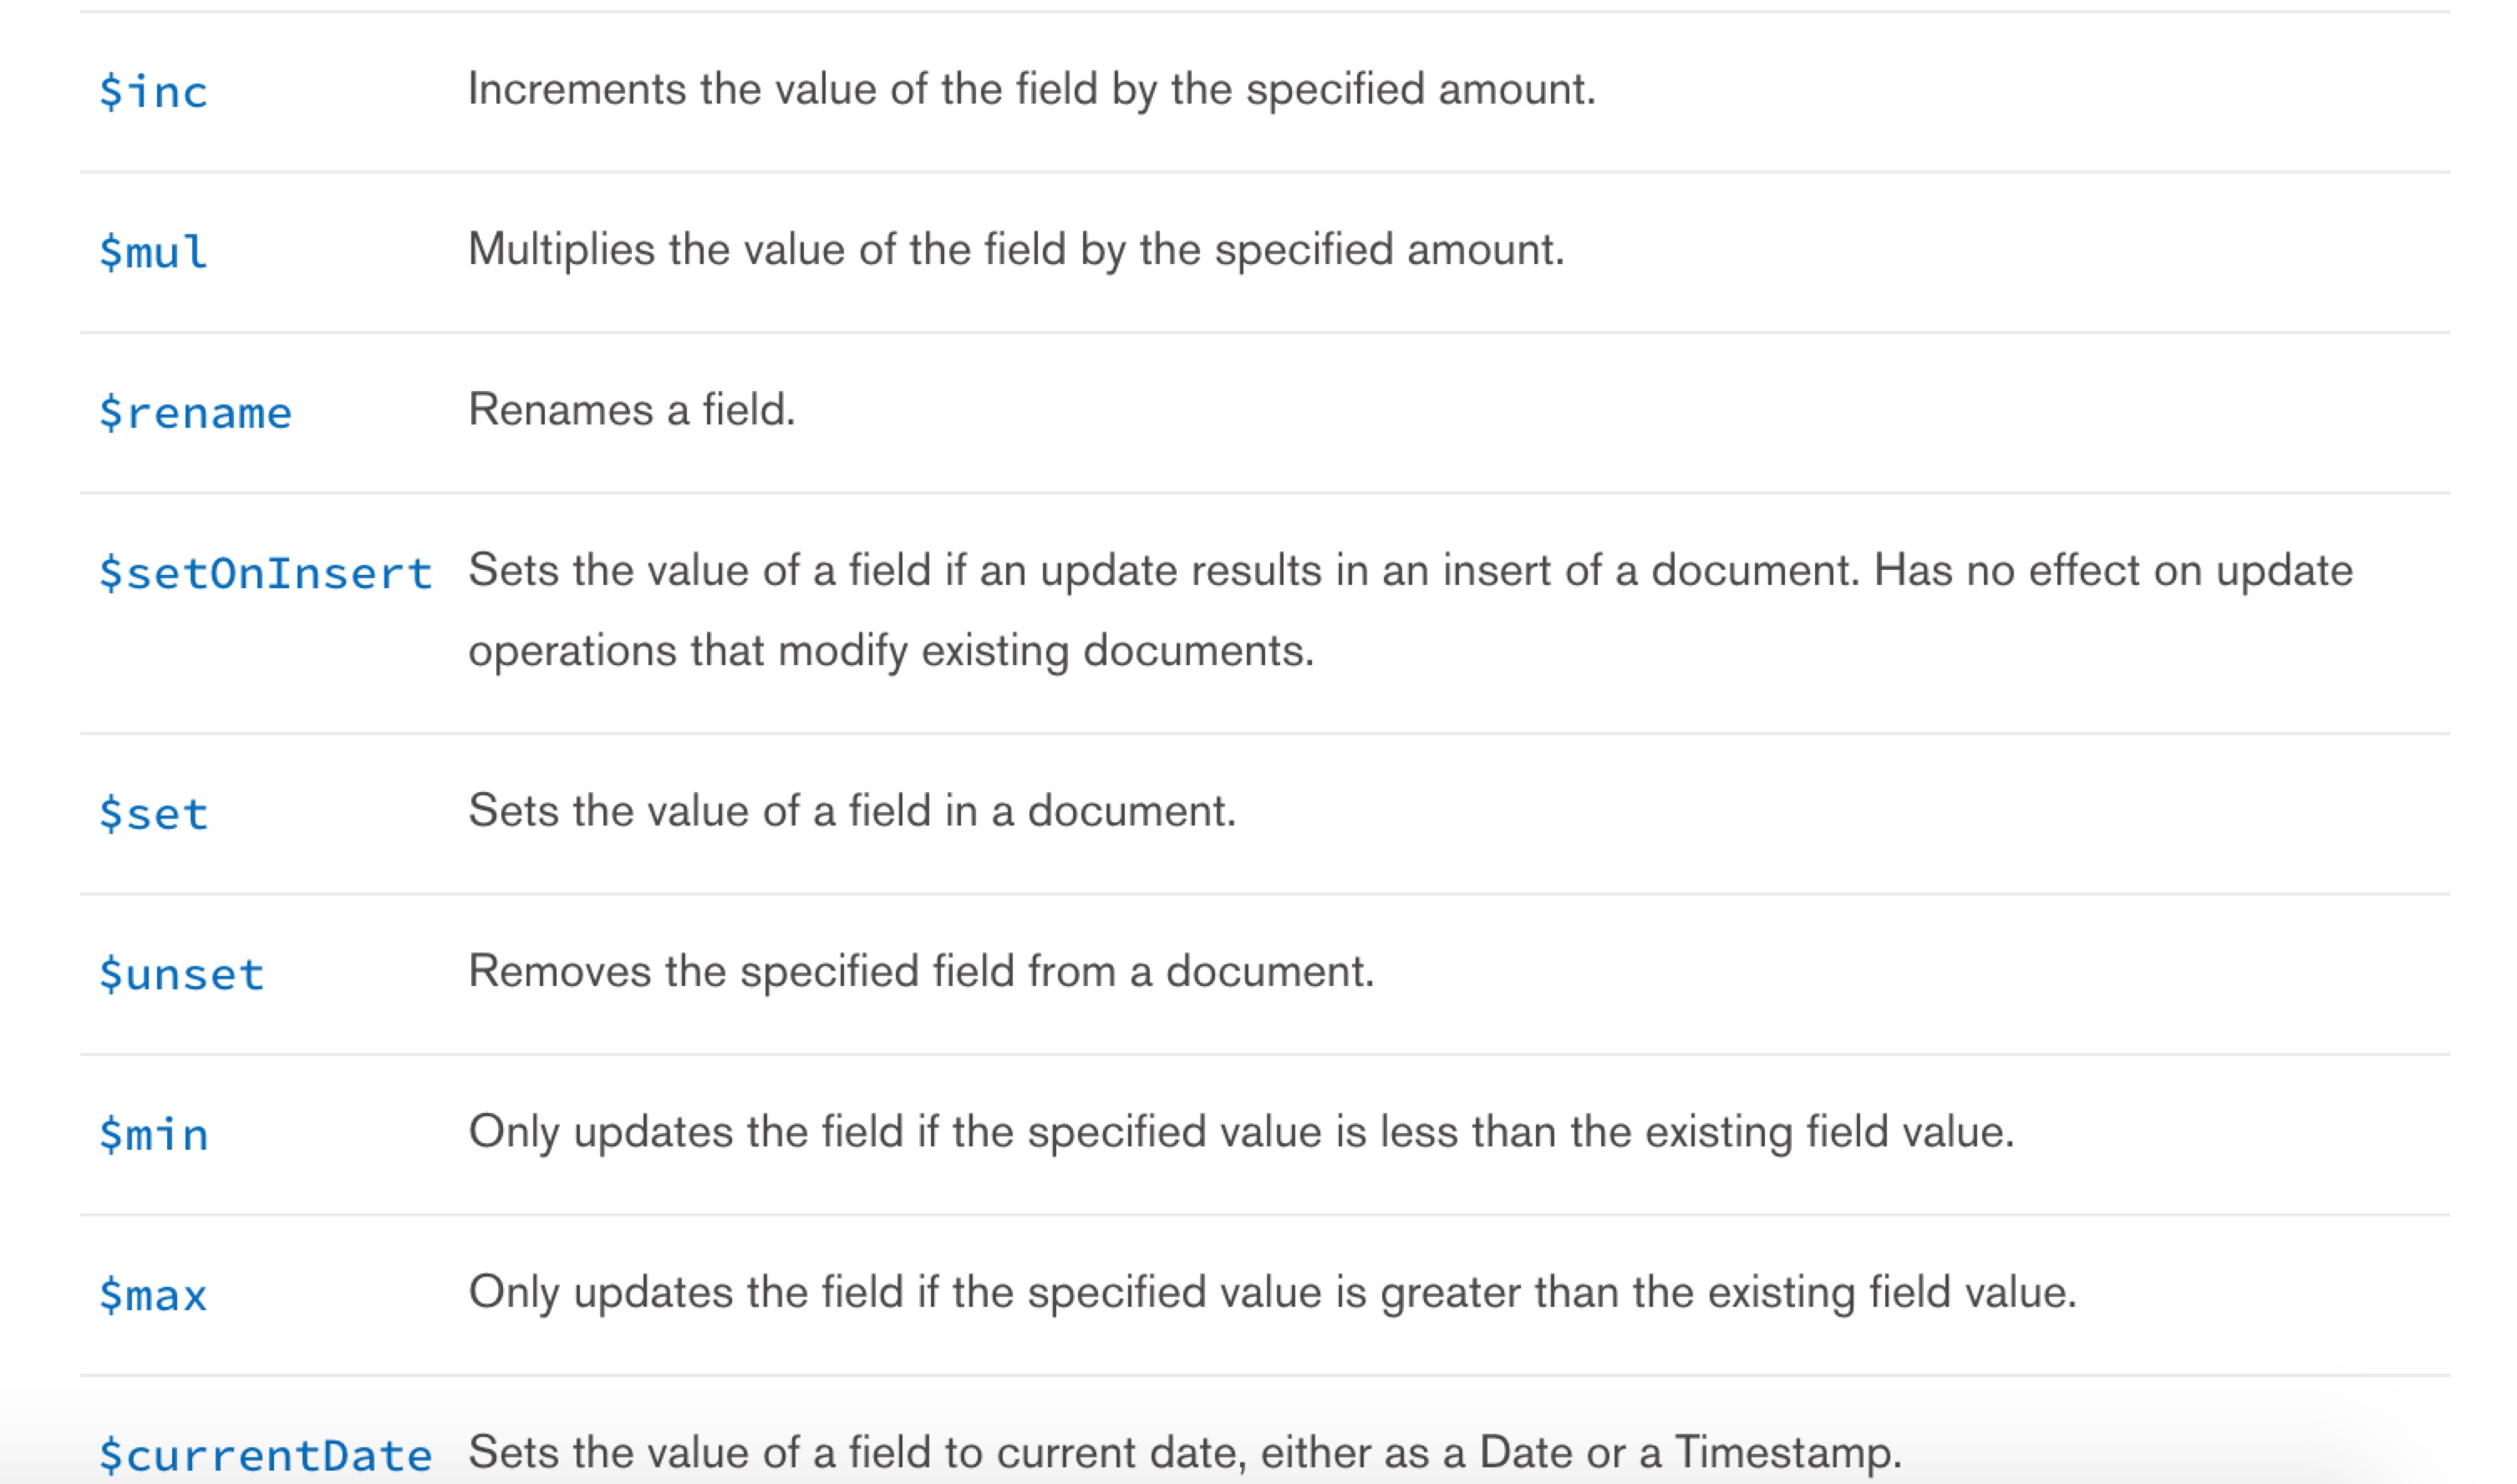 $inc Increments the value of the field by the specified amount.
$mul Multiplies the value of the field by the specified amount.
$rename Renames a field.
$setOnInsert Sets the value of a field if an update results in an insert of a document. Has no effect on update
operations that modify existing documents.
$set Sets the value of a field in a document.
$unset Removes the specified field from a document.
$min Only updates the field if the specified value is less than the existing field value.
$max Only updates the field if the specified value is greater than the existing field value.
$currentDate Sets the value of a field to current date, either as a Date or a Timestamp.